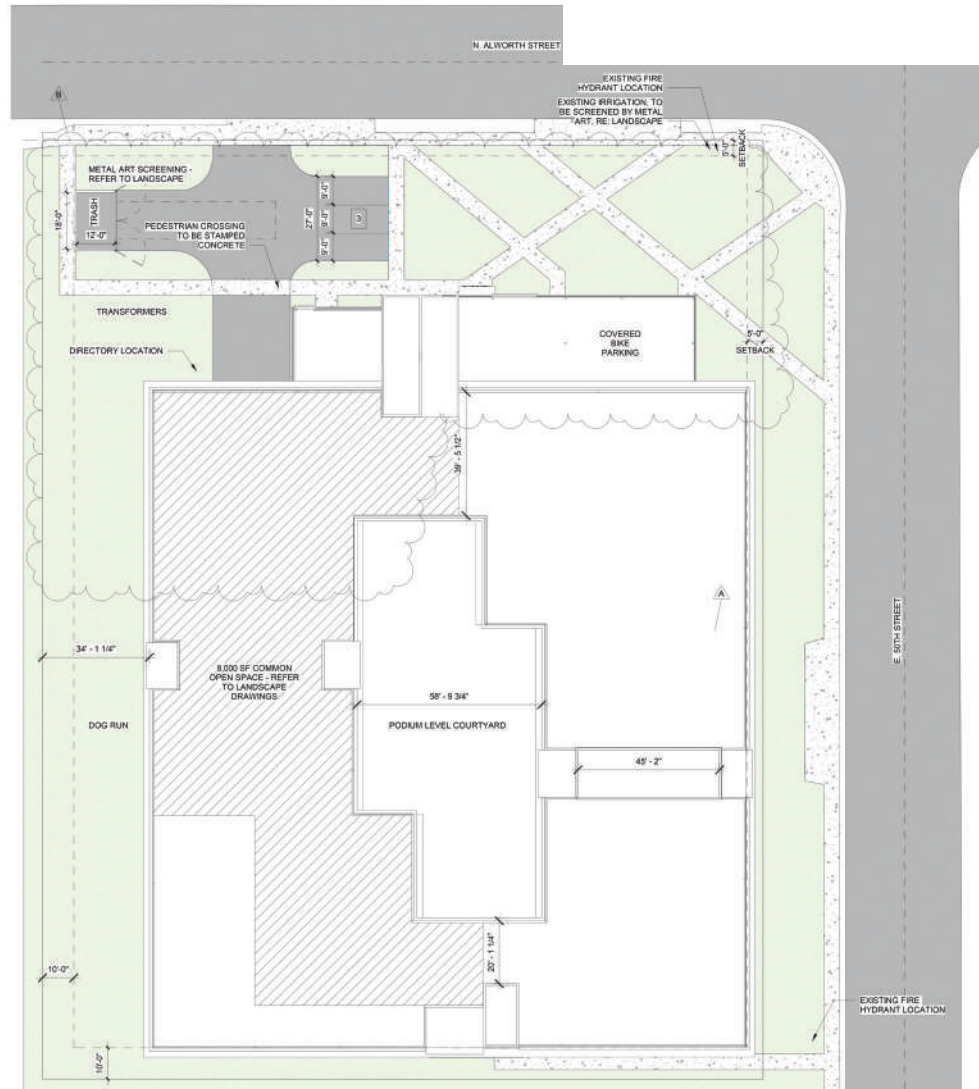 N. ALWORTH STREET
EXISTING FIRE
HYDRANT LOCATION
EXISTING IRRIGATION, TO
BE SCREENED BY METAL
ART, RE: LANDSCAPE
5'-0"
SETBACK
B
METAL ART SCREENING -
REFER TO LANDSCAPE
TRASH
18'-0"
12'-0"
PEDESTRIAN CROSSING
TO BE STAMPED
CONCRETE
27'-0"
9'-0"
9'-0"
9'-0"
3
TRANSFORMERS
DIRECTORY LOCATION
COVERED
BIKE
PARKING
5'-0"
SETBACK
39' - 5 1/2"
A
E. 50TH STREET
34' - 1 1/4"
8,000 SF COMMON
OPEN SPACE - REFER
TO LANDSCAPE
DRAWINGS
58' - 9 3/4"
DOG RUN
PODIUM LEVEL COURTYARD
45' - 2"
20' - 1 1/4"
10'-0"
EXISTING FIRE
HYDRANT LOCATION
10'-0"